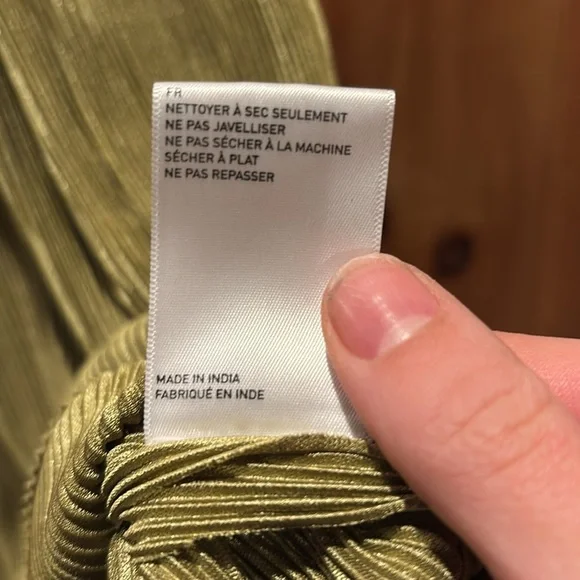 FR
NETTOYER À SEC SEULEMENT
NE PAS JAVELLISER
NE PAS SÉCHER À LA MACHINE
SÉCHER À PLAT
NE PAS REPASSER
MADE IN INDIA
FABRIQUÉ EN INDE